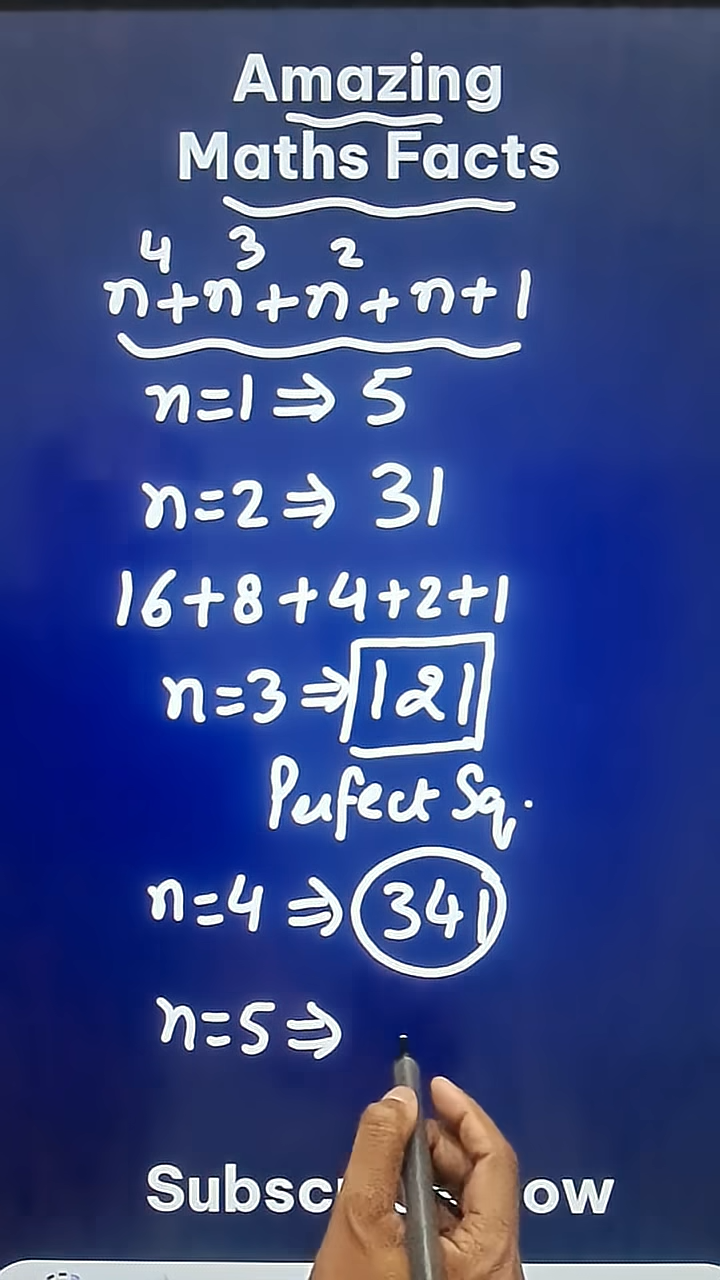 Amazing
Maths Facts
n⁴+n³+n²+n+1
n=1⇒5
n=2⇒31
16+8+4+2+1
n=3⇒121
Perfect Sq.
n=4⇒341
n=5⇒